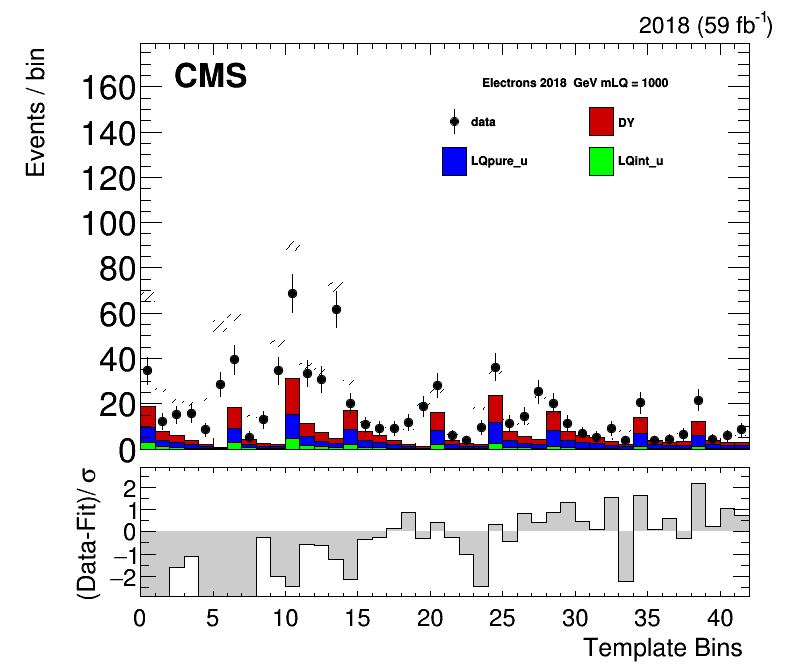 2018 (59 fb-1)
CMS
Electrons 2018 GeV mLQ = 1000
data
DY
LQpure_u
LQint_u
Events / bin
160
140
120
100
80
60
40
20
0
(Data-Fit)/ σ
2
1
0
−1
−2
0 5 10 15 20 25 30 35 40
Template Bins